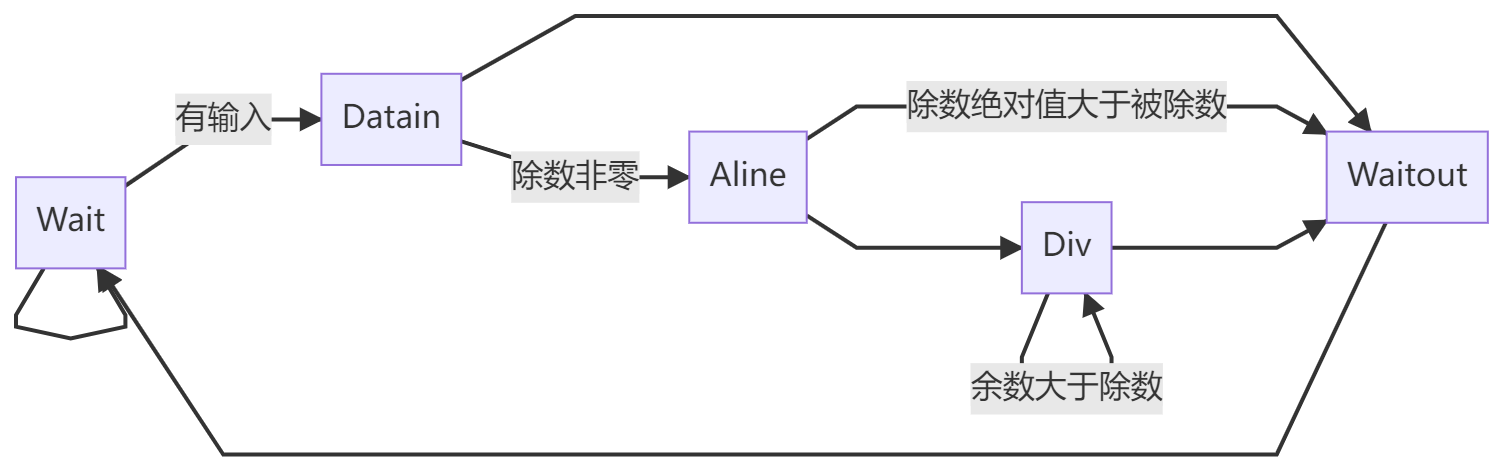 Wait
有输入
Datain
除数非零
Aline
除数绝对值大于被除数
Div
余数大于除数
Waitout